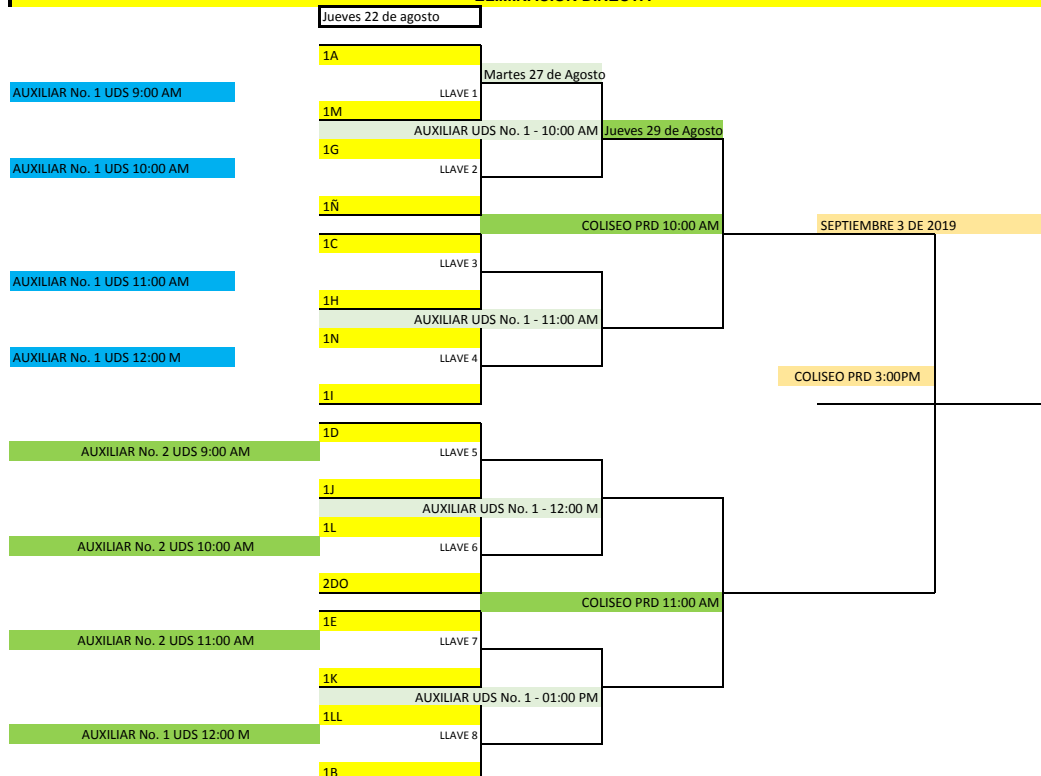 ELIMINACIÓN DIRECTA
Jueves 22 de agosto
1A
Martes 27 de Agosto
AUXILIAR No. 1 UDS 9:00 AM
LLAVE 1
1M
AUXILIAR UDS No. 1 - 10:00 AM
Jueves 29 de Agosto
1G
AUXILIAR No. 1 UDS 10:00 AM
LLAVE 2
1Ñ
COLISEO PRD 10:00 AM
SEPTIEMBRE 3 DE 2019
1C
LLAVE 3
AUXILIAR No. 1 UDS 11:00 AM
1H
AUXILIAR UDS No. 1 - 11:00 AM
1N
AUXILIAR No. 1 UDS 12:00 M
LLAVE 4
COLISEO PRD 3:00PM
1I
1D
AUXILIAR No. 2 UDS 9:00 AM
LLAVE 5
1J
AUXILIAR UDS No. 1 - 12:00 M
1L
AUXILIAR No. 2 UDS 10:00 AM
LLAVE 6
2DO
COLISEO PRD 11:00 AM
1E
AUXILIAR No. 2 UDS 11:00 AM
LLAVE 7
1K
AUXILIAR UDS No. 1 - 01:00 PM
1LL
AUXILIAR No. 1 UDS 12:00 M
LLAVE 8
1B